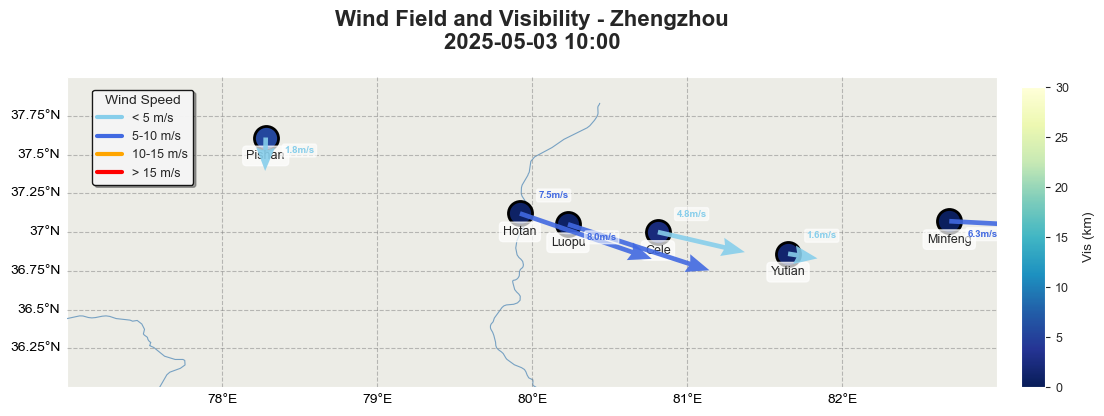 Wind Field and Visibility - Zhengzhou
2025-05-03 10:00
Wind Speed
< 5 m/s
5-10 m/s
10-15 m/s
> 15 m/s
37.75°N
37.5°N
37.25°N
37°N
36.75°N
36.5°N
36.25°N
78°E
79°E
80°E
81°E
82°E
Pishan
1.8m/s
Hotan
7.5m/s
Luopu
8.0m/s
Cele
4.8m/s
Yutian
1.6m/s
Minfeng
6.3m/s
30
25
20
15
10
5
0
Vis (km)